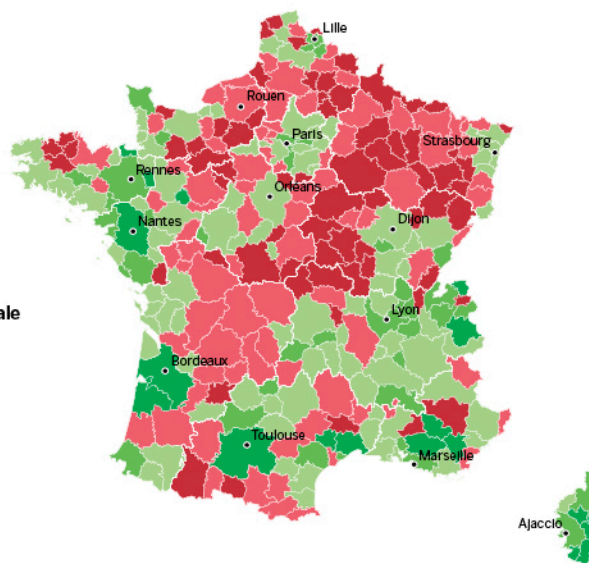 Lille
Rouen
Paris
Strasbourg
Rennes
Orléans
Nantes
Dijon
ale
Lyon
Bordeaux
Toulouse
Marseille
Ajaccio